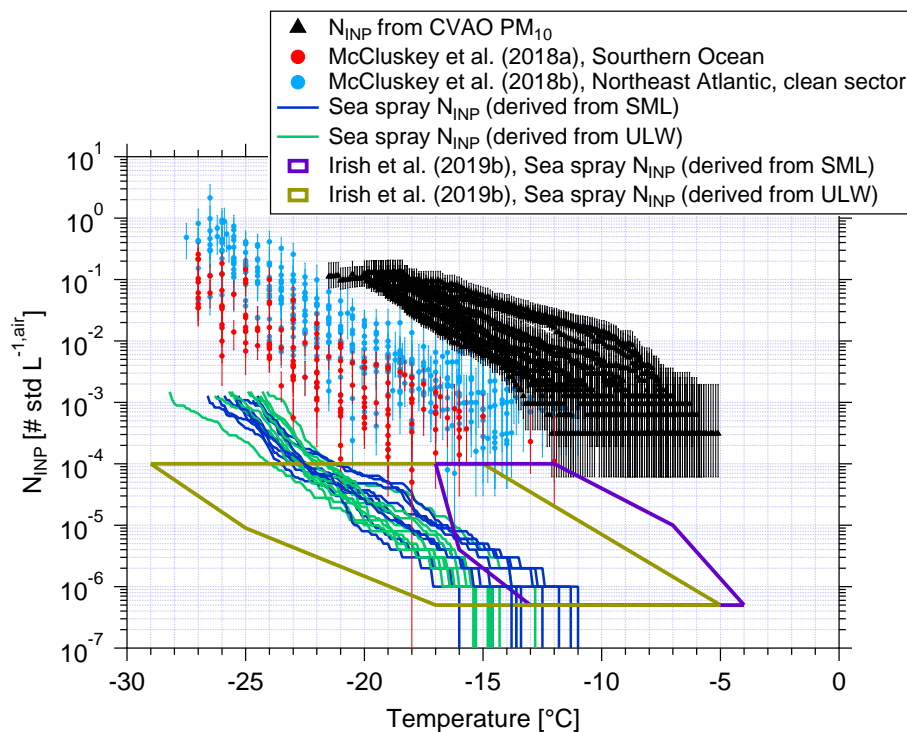 N_INP from CVAO PM_10
McCluskey et al. (2018a), Sourthern Ocean
McCluskey et al. (2018b), Northeast Atlantic, clean sector
Sea spray N_INP (derived from SML)
Sea spray N_INP (derived from ULW)
Irish et al. (2019b), Sea spray N_INP (derived from SML)
Irish et al. (2019b), Sea spray N_INP (derived from ULW)
10^1
10^0
10^-1
10^-2
10^-3
10^-4
10^-5
10^-6
10^-7
N_INP [# std L^-1,air]
-30 -25 -20 -15 -10 -5 0
Temperature [°C]